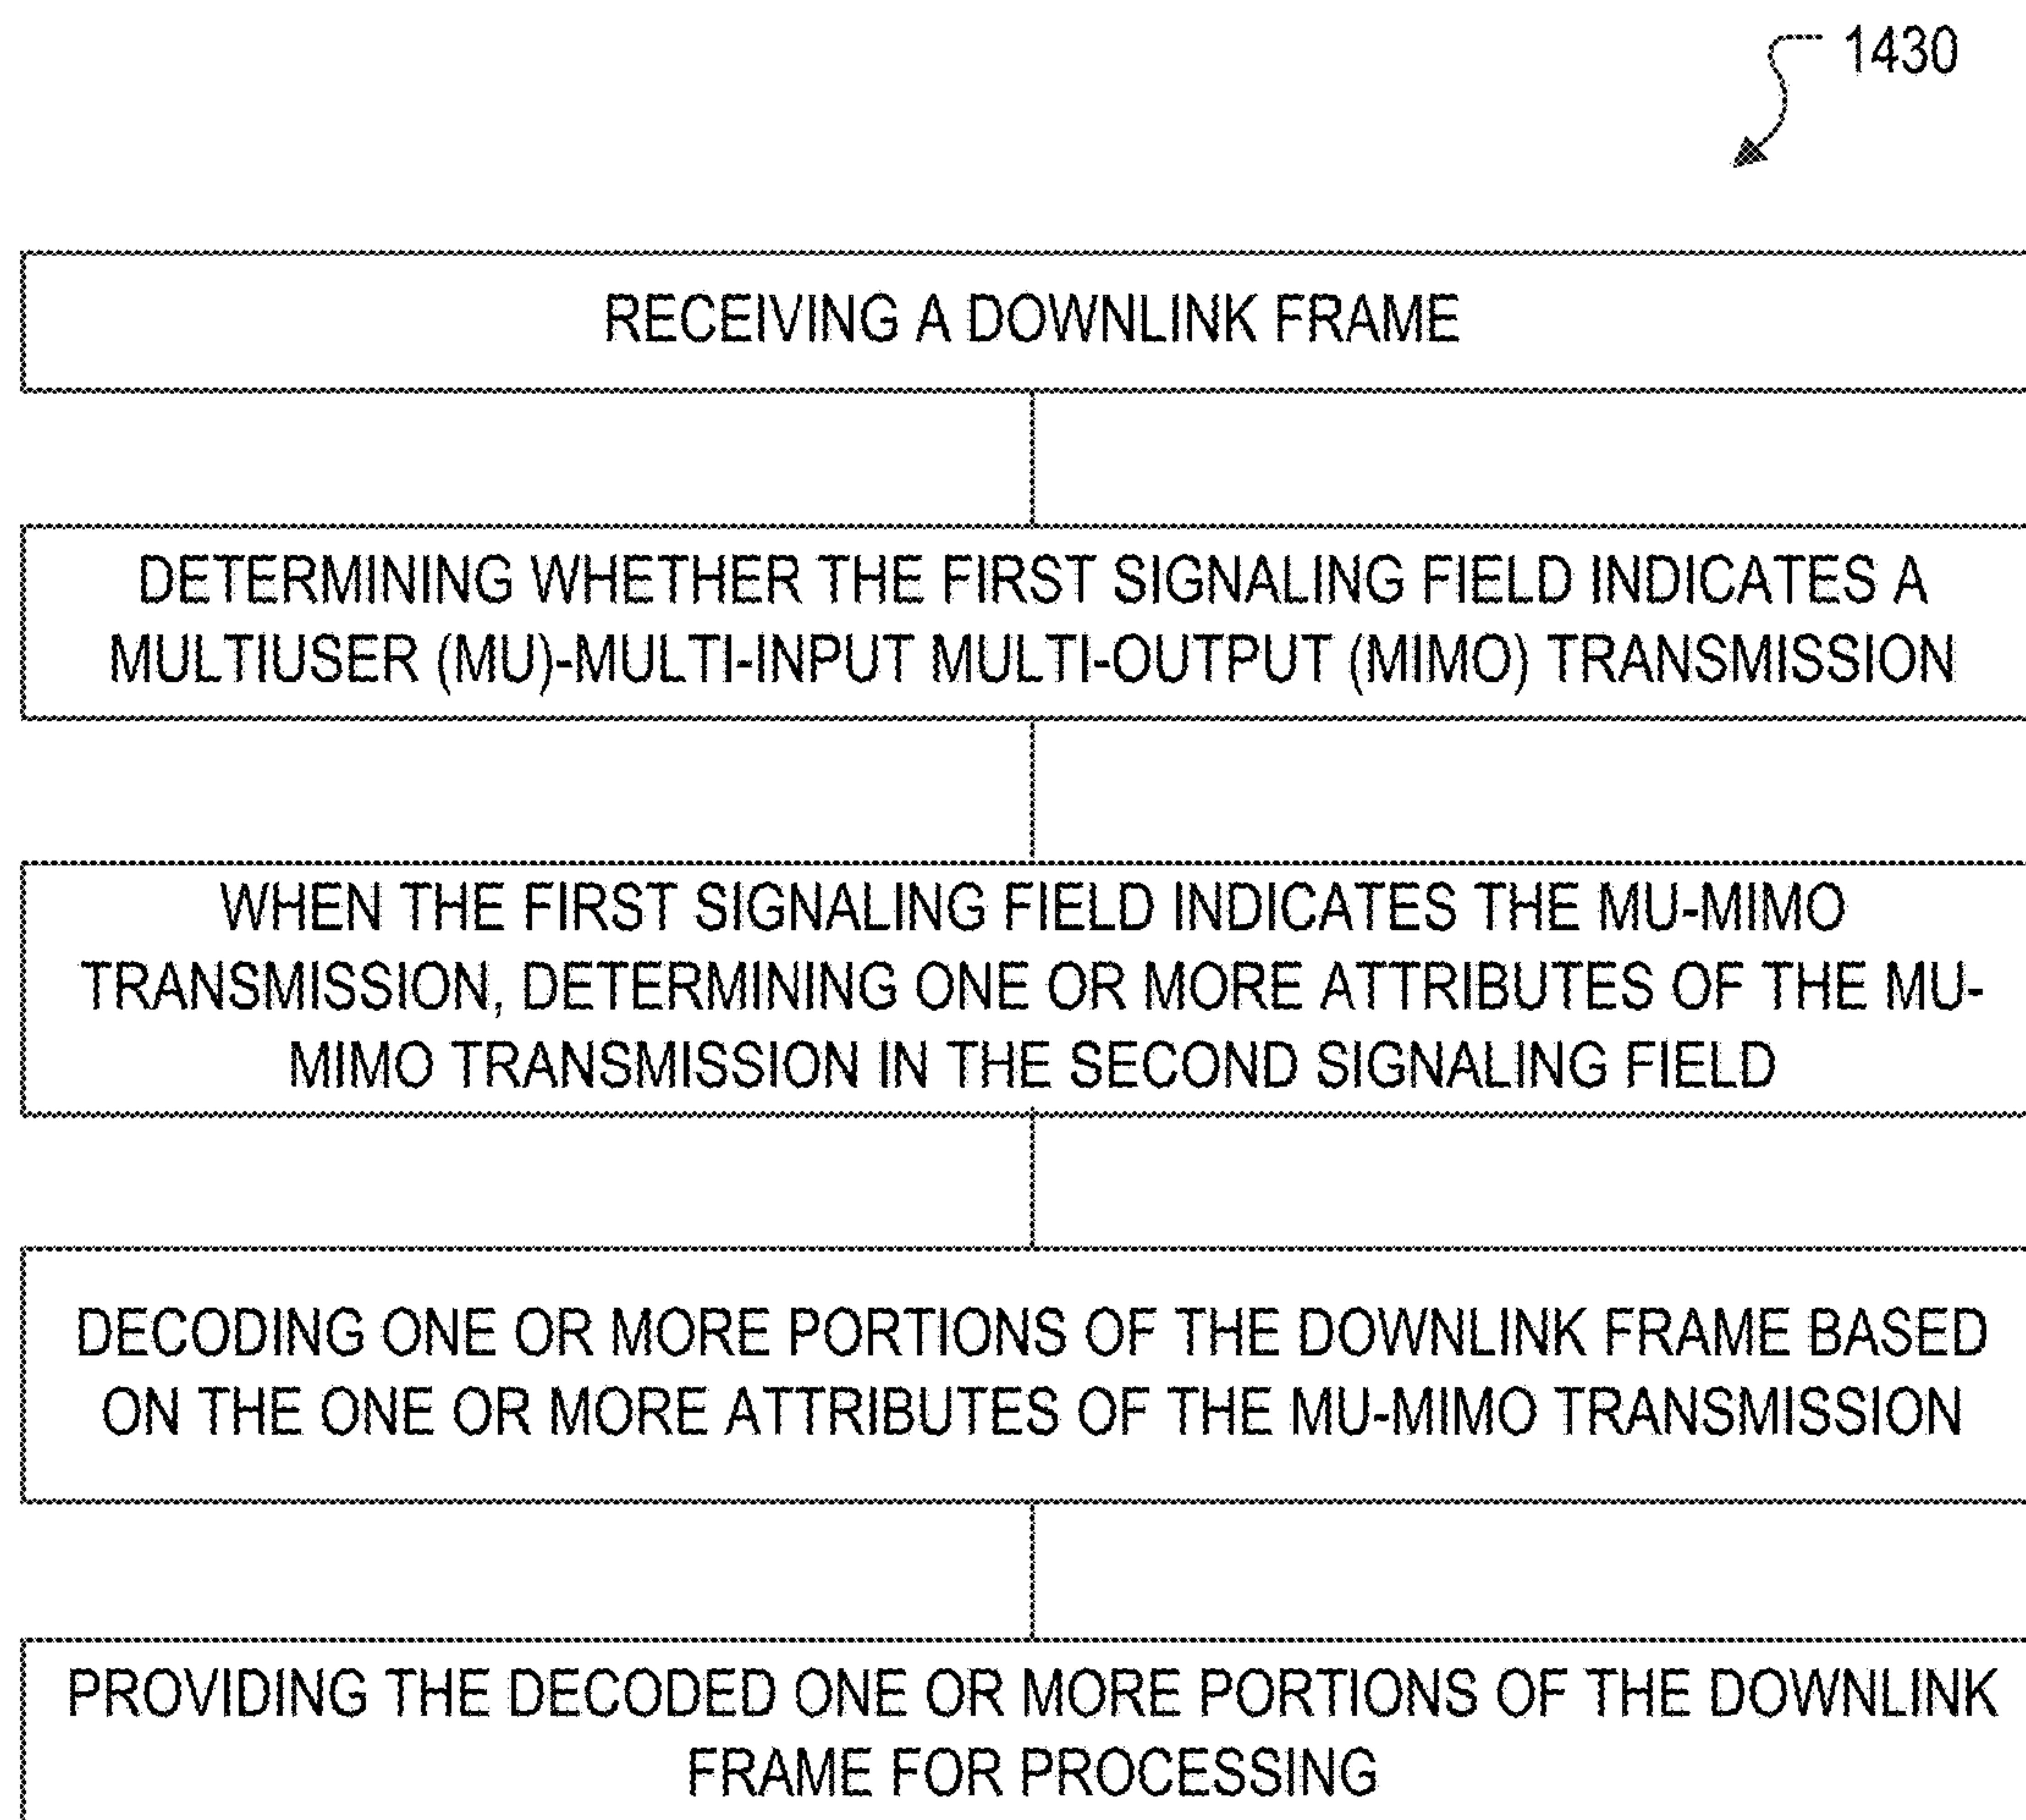 1430
RECEIVING A DOWNLINK FRAME
DETERMINING WHETHER THE FIRST SIGNALING FIELD INDICATES A
MULTIUSER (MU)-MULTI-INPUT MULTI-OUTPUT (MIMO) TRANSMISSION
WHEN THE FIRST SIGNALING FIELD INDICATES THE MU-MIMO
TRANSMISSION, DETERMINING ONE OR MORE ATTRIBUTES OF THE MU-
MIMO TRANSMISSION IN THE SECOND SIGNALING FIELD
DECODING ONE OR MORE PORTIONS OF THE DOWNLINK FRAME BASED
ON THE ONE OR MORE ATTRIBUTES OF THE MU-MIMO TRANSMISSION
PROVIDING THE DECODED ONE OR MORE PORTIONS OF THE DOWNLINK
FRAME FOR PROCESSING